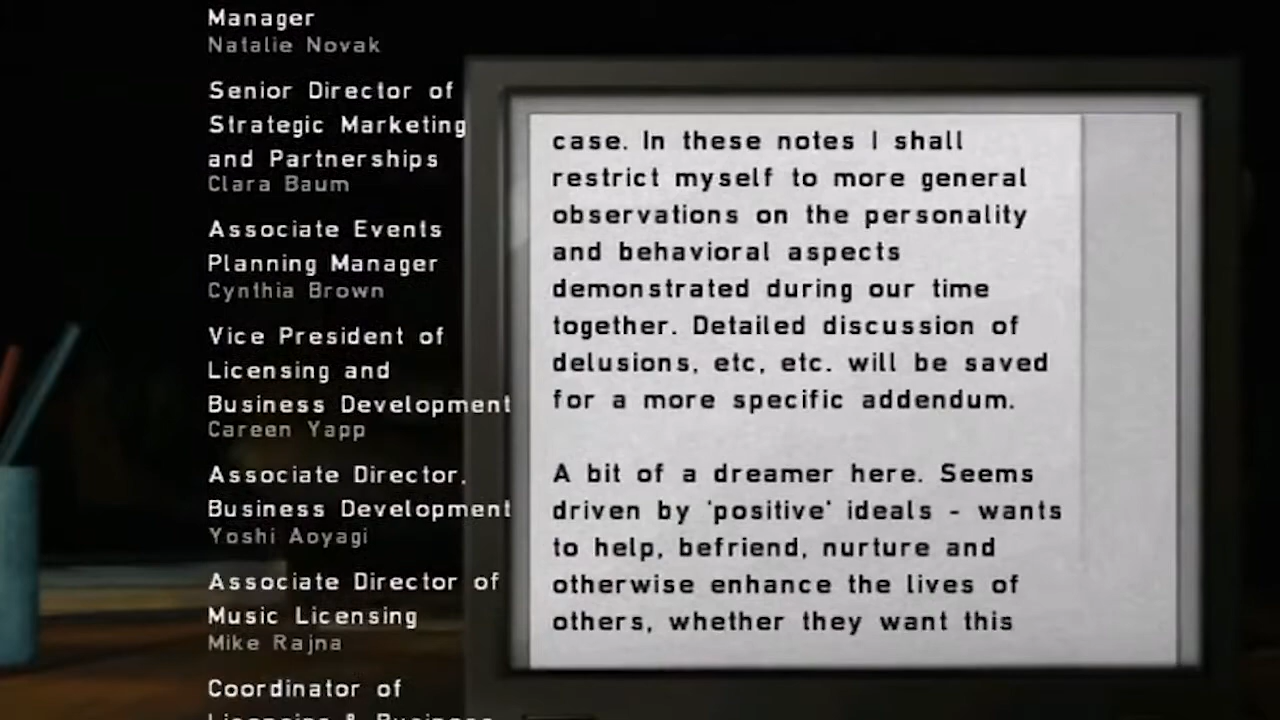 Manager
Natalie Novak
Senior Director of
Strategic Marketing
and Partnerships
Clara Baum
Associate Events
Planning Manager
Cynthia Brown
Vice President of
Licensing and
Business Development
Careen Yapp
Associate Director,
Business Development
Yoshi Aoyagi
Associate Director of
Music Licensing
Mike Rajna
Coordinator of
Licensing & Business
case. In these notes I shall
restrict myself to more general
observations on the personality
and behavioral aspects
demonstrated during our time
together. Detailed discussion of
delusions, etc, etc. will be saved
for a more specific addendum.
A bit of a dreamer here. Seems
driven by 'positive' ideals - wants
to help, befriend, nurture and
otherwise enhance the lives of
others, whether they want this